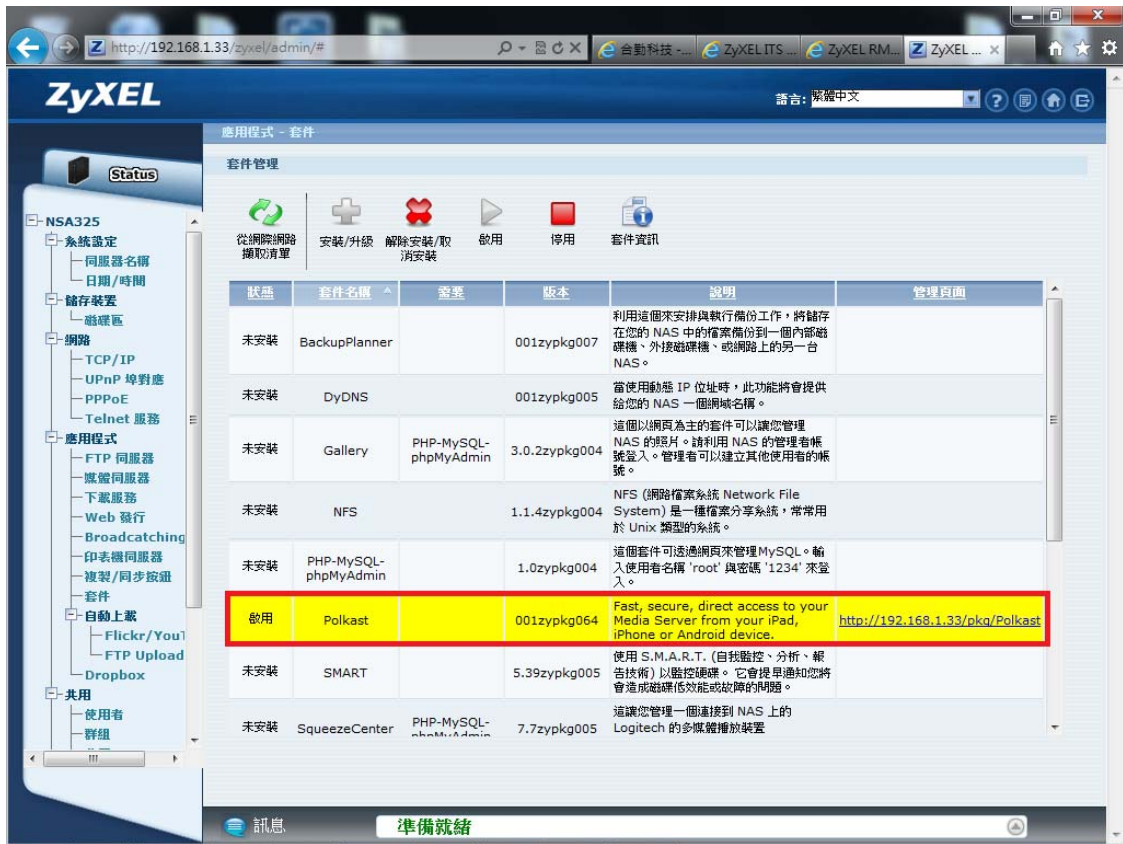 http://192.168.1.33/zyxel/admin/#
合勤科技 -...
ZyXEL ITS ...
ZyXEL RM...
ZyXEL ...
ZyXEL
語言: 繁體中文
Status
應用程式 - 套件
套件管理
從網際網路
擷取清單
安裝/升級
解除安裝/取
消安裝
啟用
停用
套件資訊
NSA325
系統設定
伺服器名稱
日期/時間
儲存裝置
磁碟區
網路
TCP/IP
UPnP 埠對應
PPPoE
Telnet 服務
應用程式
FTP 伺服器
媒體伺服器
下載服務
Web 發行
Broadcatching
印表機伺服器
複製/同步按鈕
套件
自動上載
Flickr/YouT
FTP Upload
Dropbox
共用
使用者
群組
狀態 套件名稱 需要 版本 說明 管理頁面
未安裝 BackupPlanner 001zypkg007
利用這個來安排與執行備份工作，將儲存
在您的 NAS 中的檔案備份到一個內部磁
碟機、外接磁碟機、或網路上的另一台
NAS。
未安裝 DyDNS 001zypkg005
當使用動態 IP 位址時，此功能將會提供
給您的 NAS 一個網域名稱。
未安裝 Gallery PHP-MySQL-
phpMyAdmin 3.0.2zypkg004
這個以網頁為主的套件可以讓您管理
NAS 的照片。請利用 NAS 的管理者帳
號登入。管理者可以建立其他使用者的帳
號。
未安裝 NFS 1.1.4zypkg004
NFS (網路檔案系統 Network File
System) 是一種檔案分享系統，常常用
於 Unix 類型的系統。
未安裝 PHP-MySQL-
phpMyAdmin 1.0zypkg004
這個套件可透過網頁來管理MySQL。輸
入使用者名稱 'root' 與密碼 '1234' 來登
入。
啟用 Polkast 001zypkg064
Fast, secure, direct access to your
Media Server from your iPad,
iPhone or Android device.
http://192.168.1.33/pkg/Polkast
未安裝 SMART 5.39zypkg005
使用 S.M.A.R.T. (自我監控、分析、報
告技術) 以監控硬碟。 它會提早通知您將
會造成磁碟低效能或故障的問題。
未安裝 SqueezeCenter PHP-MySQL-
phpMyAdmin 7.7zypkg005
這讓您管理一個連接到 NAS 上的
Logitech 的多媒體播放裝置
訊息
準備就緒